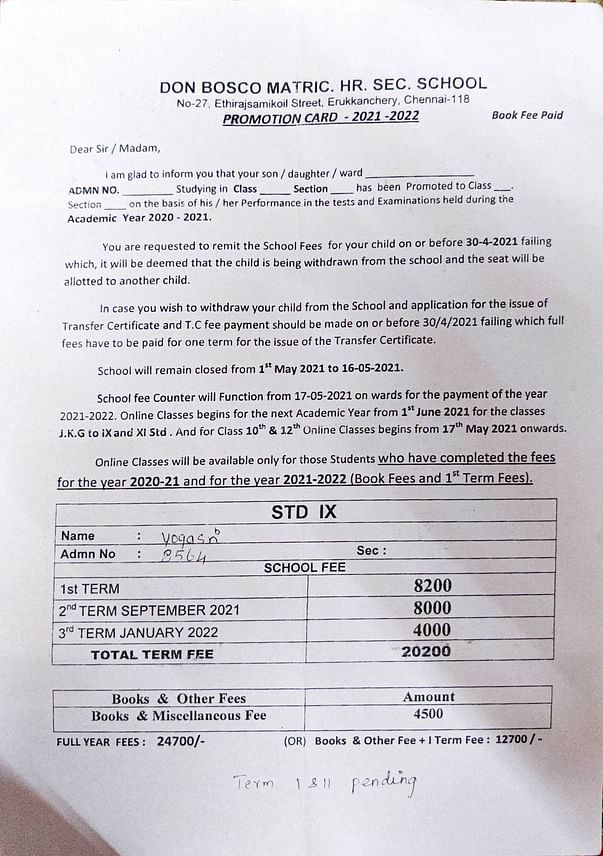 DON BOSCO MATRIC. HR. SEC. SCHOOL
No-27, Ethirajsamikoil Street, Erukkanchery, Chennai-118
PROMOTION CARD - 2021 -2022 Book Fee Paid
Dear Sir / Madam,
I am glad to inform you that your son / daughter / ward ____________________
ADMN NO. _________ Studying in Class _____ Section ____ has been Promoted to Class ___.
Section ____ on the basis of his / her Performance in the tests and Examinations held during the
Academic Year 2020 - 2021.
You are requested to remit the School Fees for your child on or before 30-4-2021 failing
which, it will be deemed that the child is being withdrawn from the school and the seat will be
allotted to another child.
In case you wish to withdraw your child from the School and application for the issue of
Transfer Certificate and T.C fee payment should be made on or before 30/4/2021 failing which full
fees have to be paid for one term for the issue of the Transfer Certificate.
School will remain closed from 1st May 2021 to 16-05-2021.
School fee Counter will Function from 17-05-2021 on wards for the payment of the year
2021-2022. Online Classes begins for the next Academic Year from 1st June 2021 for the classes
J.K.G to iX and XI Std . And for Class 10th & 12th Online Classes begins from 17th May 2021 onwards.
Online Classes will be available only for those Students who have completed the fees
for the year 2020-21 and for the year 2021-2022 (Book Fees and 1st Term Fees).
STD IX
Name :
Admn No : 8564 Sec :
SCHOOL FEE
1st TERM 8200
2nd TERM SEPTEMBER 2021 8000
3rd TERM JANUARY 2022 4000
TOTAL TERM FEE 20200
Books & Other Fees Amount
Books & Miscellaneous Fee 4500
FULL YEAR FEES : 24700/- (OR) Books & Other Fee + I Term Fee : 12700 / -
Term I & II pending